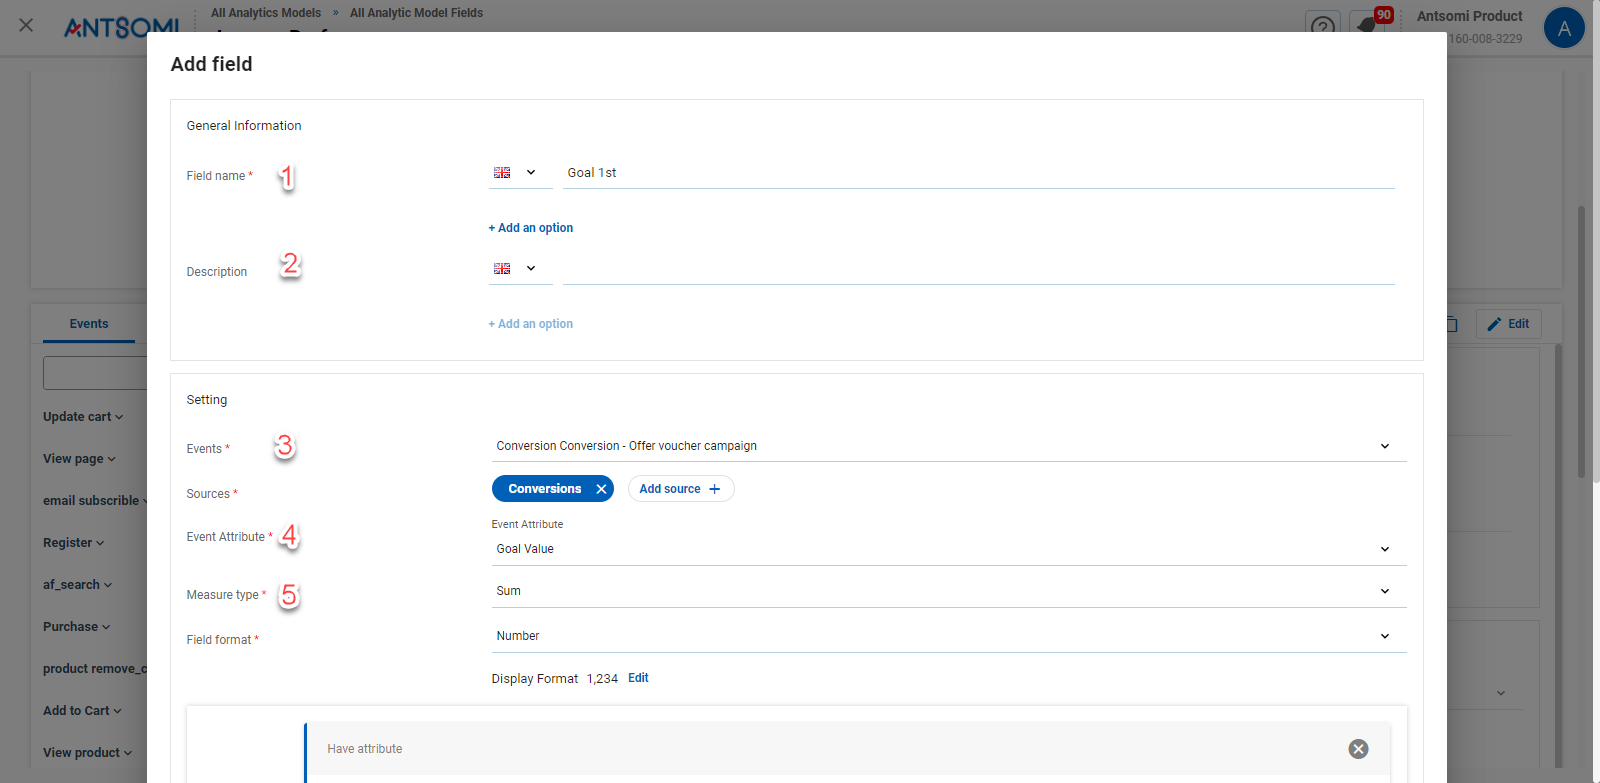 All Analytics Models » All Analytic Model Fields
ANTSOMI
90
Antsomi Product
160-008-3229
A
Add field
General Information
Field name * 1 Goal 1st
+ Add an option
Description 2
+ Add an option
Setting
Events * 3 Conversion Conversion - Offer voucher campaign
Sources * Conversions Add source +
Event Attribute
Event Attribute * 4 Goal Value
Measure type * 5 Sum
Field format * Number
Display Format 1,234 Edit
Have attribute
Events
Update cart
View page
email subscrible
Register
af_search
Purchase
product remove_c
Add to Cart
View product
Edit